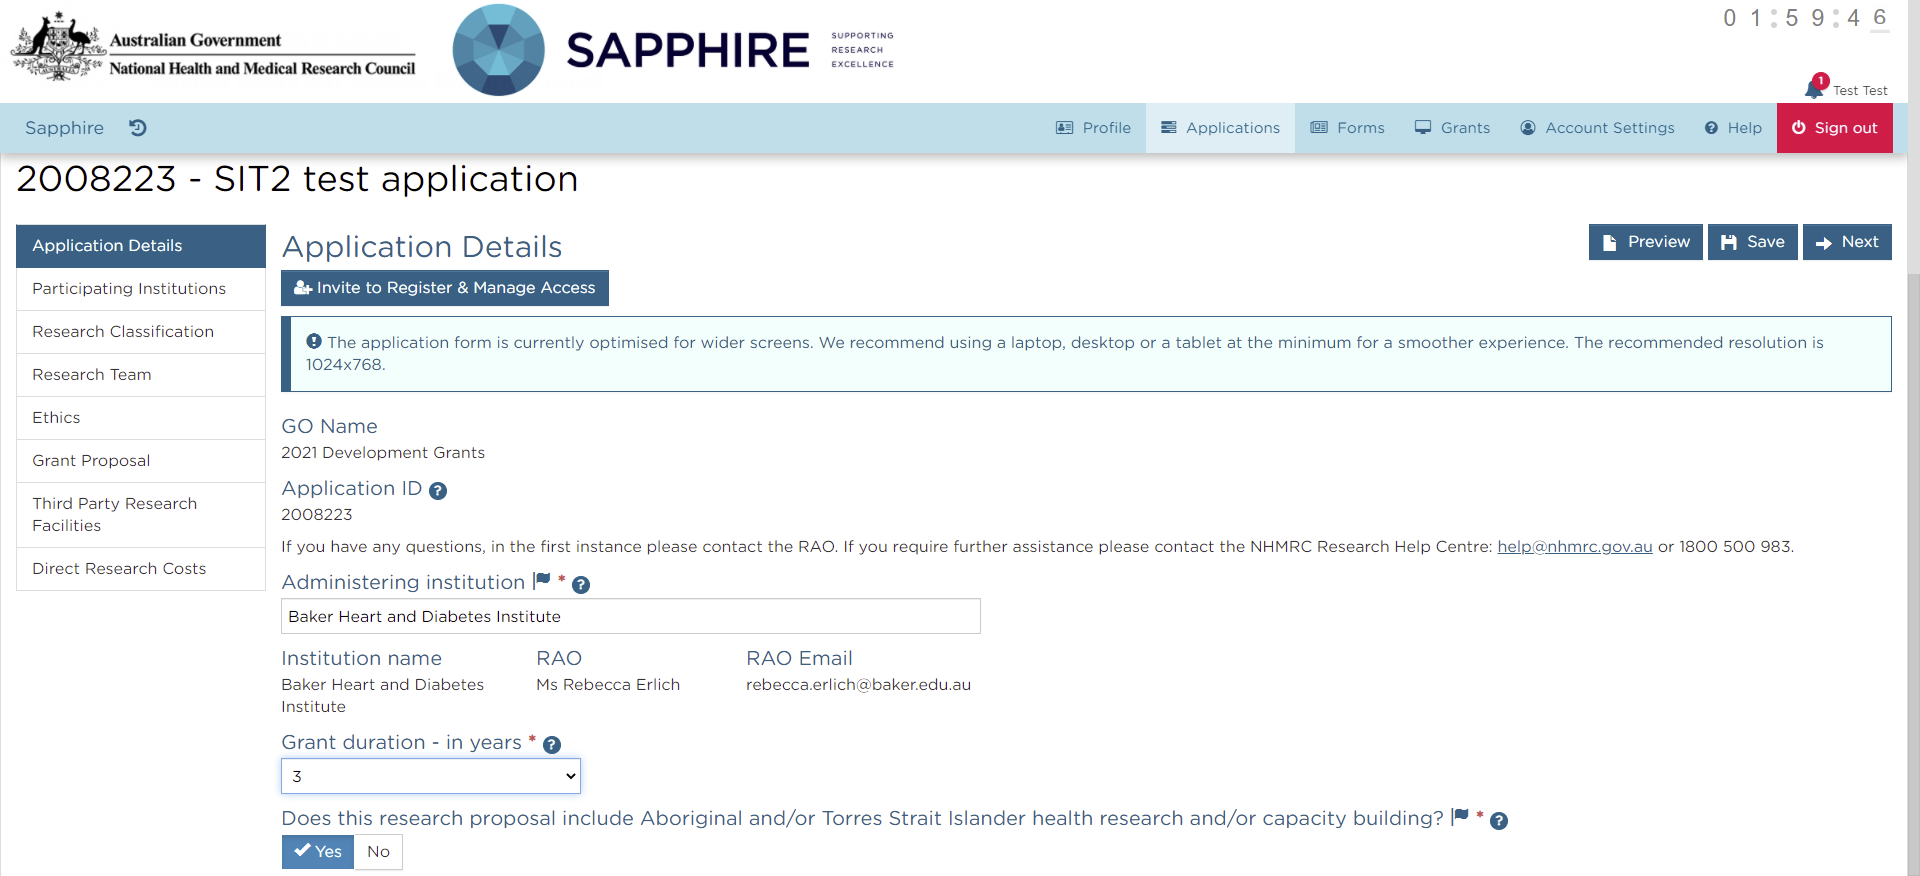 Australian Government
National Health and Medical Research Council
SAPPHIRE
SUPPORTING
RESEARCH
EXCELLENCE
01:59:46
1
Test Test
Sapphire
Profile
Applications
Forms
Grants
Account Settings
Help
Sign out
2008223 - SIT2 test application
Application Details
Participating Institutions
Research Classification
Research Team
Ethics
Grant Proposal
Third Party Research
Facilities
Direct Research Costs
Application Details
Preview
Save
Next
Invite to Register & Manage Access
The application form is currently optimised for wider screens. We recommend using a laptop, desktop or a tablet at the minimum for a smoother experience. The recommended resolution is
1024x768.
GO Name
2021 Development Grants
Application ID ?
2008223
If you have any questions, in the first instance please contact the RAO. If you require further assistance please contact the NHMRC Research Help Centre: help@nhmrc.gov.au or 1800 500 983.
Administering institution * ?
Baker Heart and Diabetes Institute
Institution name
Baker Heart and Diabetes
Institute
RAO
Ms Rebecca Erlich
RAO Email
rebecca.erlich@baker.edu.au
Grant duration - in years * ?
3
Does this research proposal include Aboriginal and/or Torres Strait Islander health research and/or capacity building? * ?
Yes
No